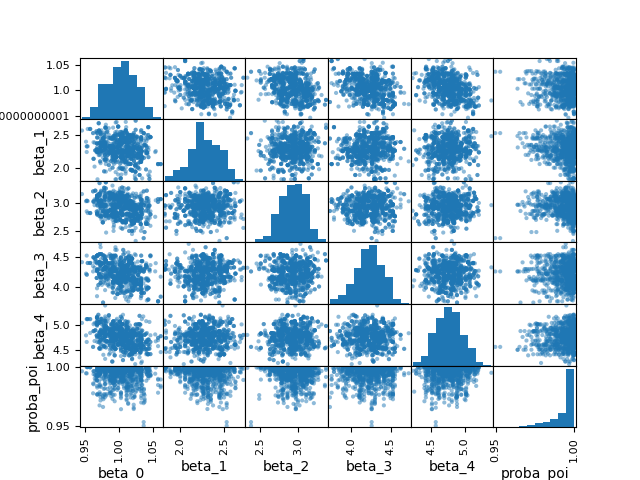 1.05
1.0
0000000001
beta_1
2.5
2.0
beta_2
3.0
2.5
beta_3
4.5
4.0
beta_4
5.0
4.5
proba_poi
1.00
0.95
0.95 1.00 1.05 2.0 2.5 2.5 3.0 4.0 4.5 4.5 5.0 0.95 1.00
beta_0 beta_1 beta_2 beta_3 beta_4 proba_poi